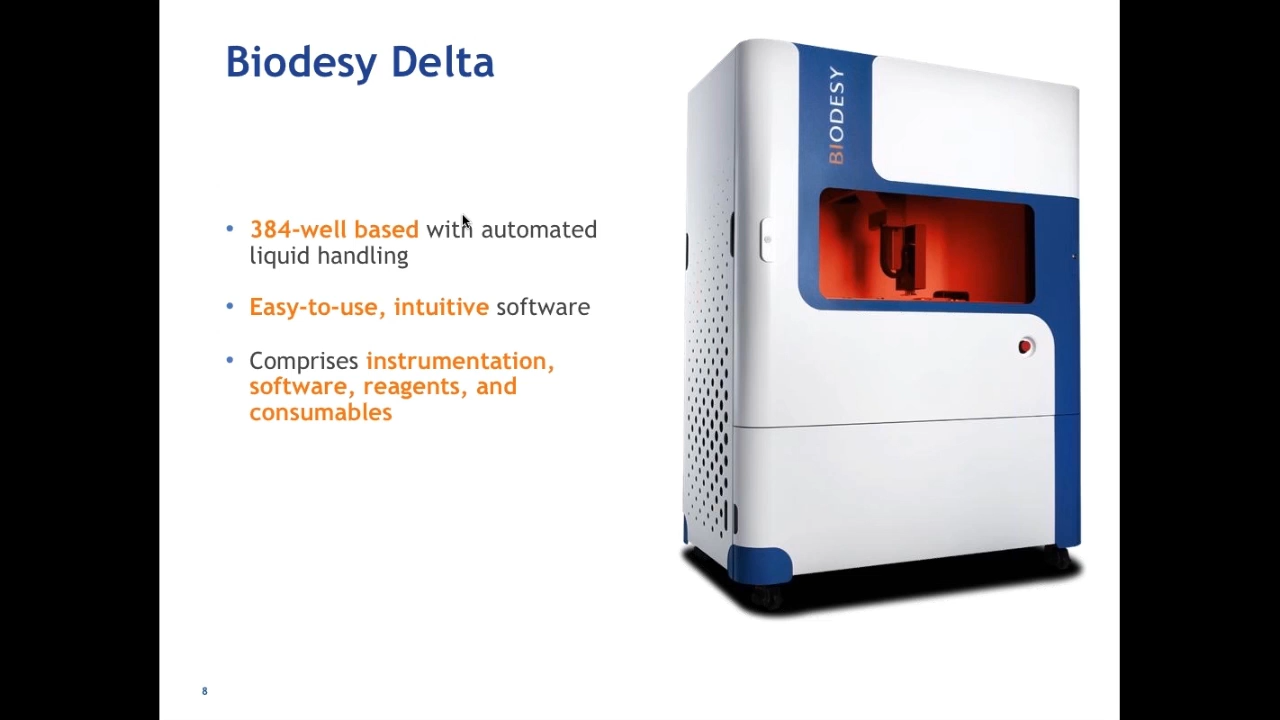 Biodesy Delta
BIODESY
• 384-well based with automated
liquid handling
• Easy-to-use, intuitive software
• Comprises instrumentation,
software, reagents, and
consumables
8